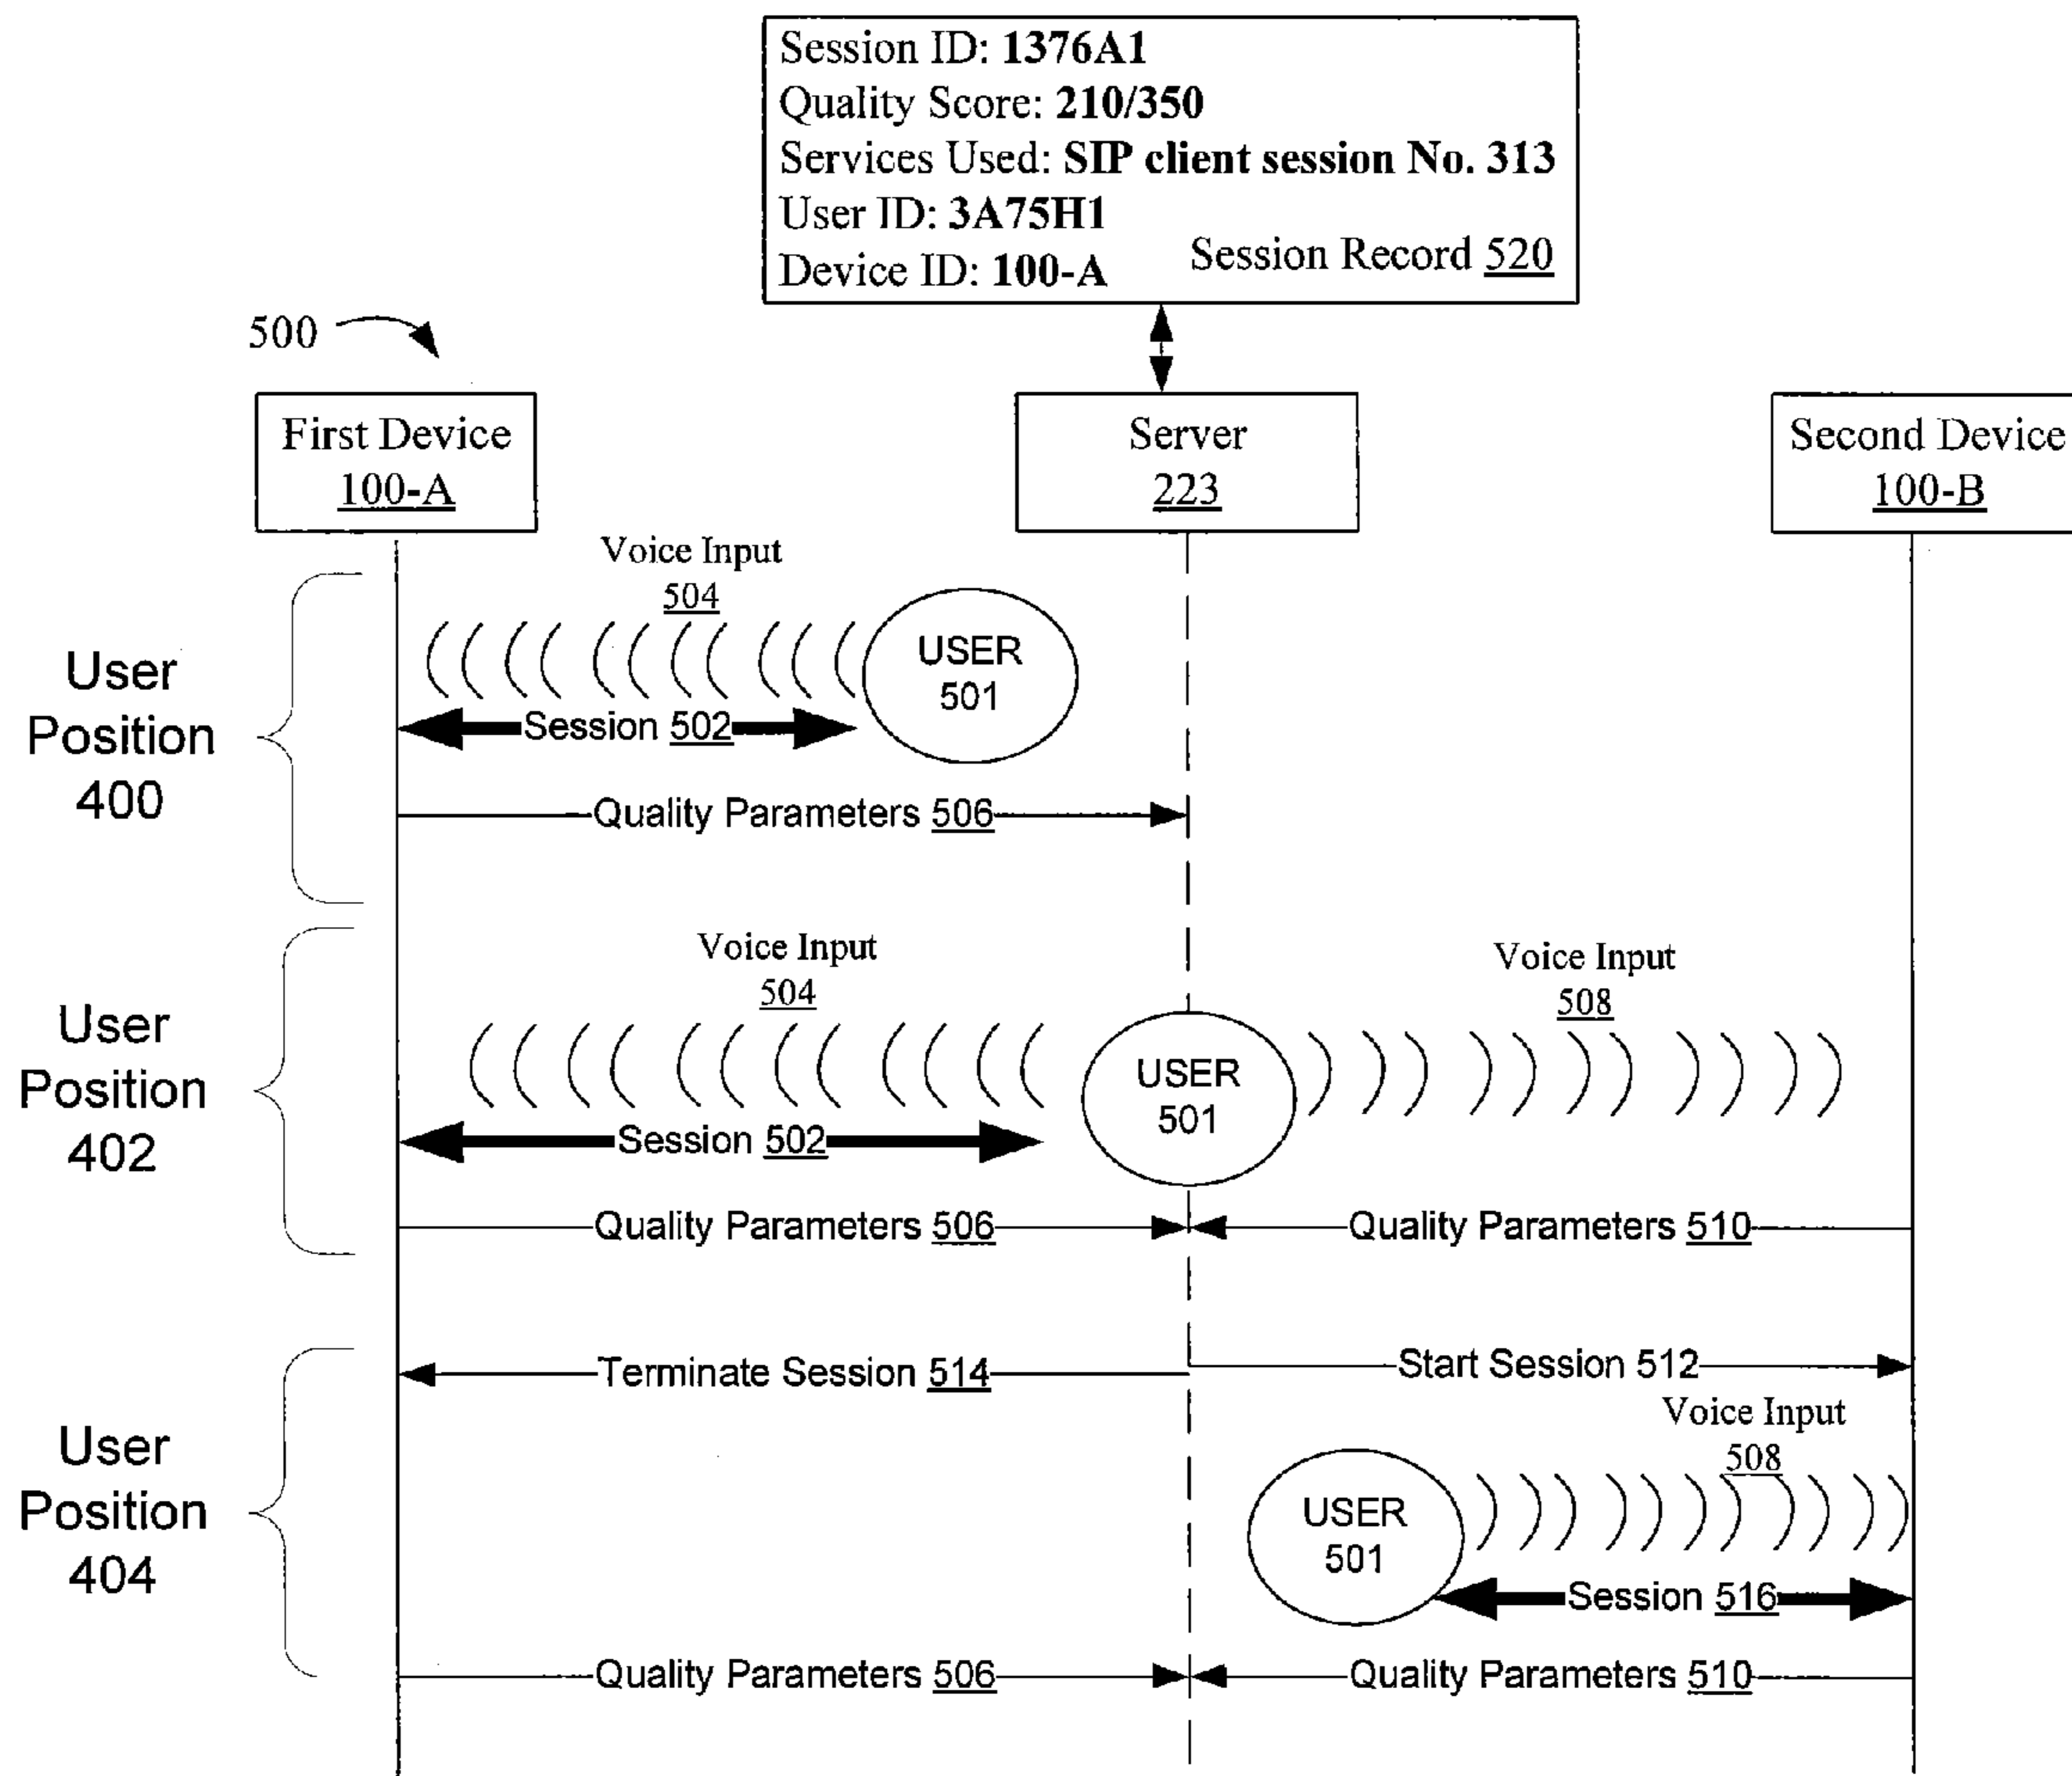 Session ID: 1376A1
Quality Score: 210/350
Services Used: SIP client session No. 313
User ID: 3A75H1
Device ID: 100-A
Session Record 520
500
First Device
100-A
Server
223
Second Device
100-B
User
Position
400
Voice Input
504
USER
501
Session 502
Quality Parameters 506
User
Position
402
Voice Input
504
Voice Input
508
USER
501
Session 502
Quality Parameters 506
Quality Parameters 510
User
Position
404
Terminate Session 514
Start Session 512
Voice Input
508
USER
501
Session 516
Quality Parameters 506
Quality Parameters 510